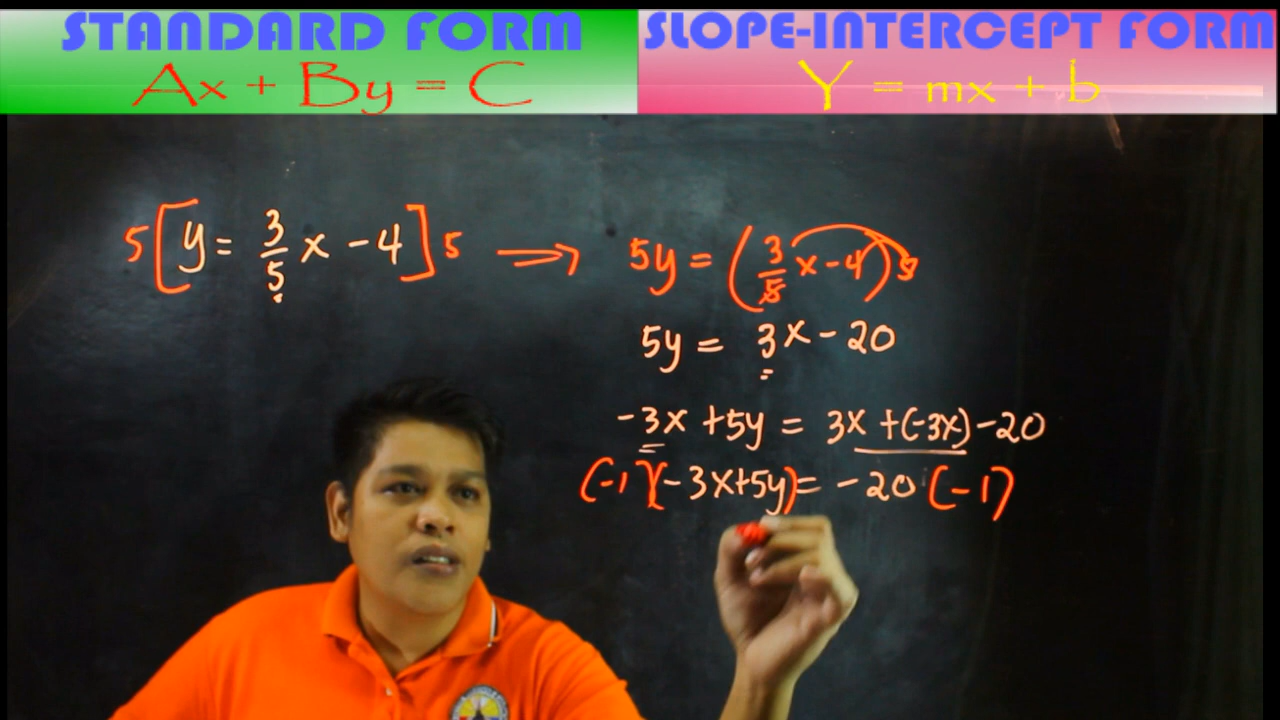 STANDARD FORM
Ax + By = C
SLOPE-INTERCEPT FORM
Y = mx + b
5[y = 3/5 x - 4]5 ⟹ 5y = (3/5 x - 4)5
5y = 3x - 20
-3x + 5y = 3x + (-3x) - 20
(-1)(-3x+5y) = -20(-1)